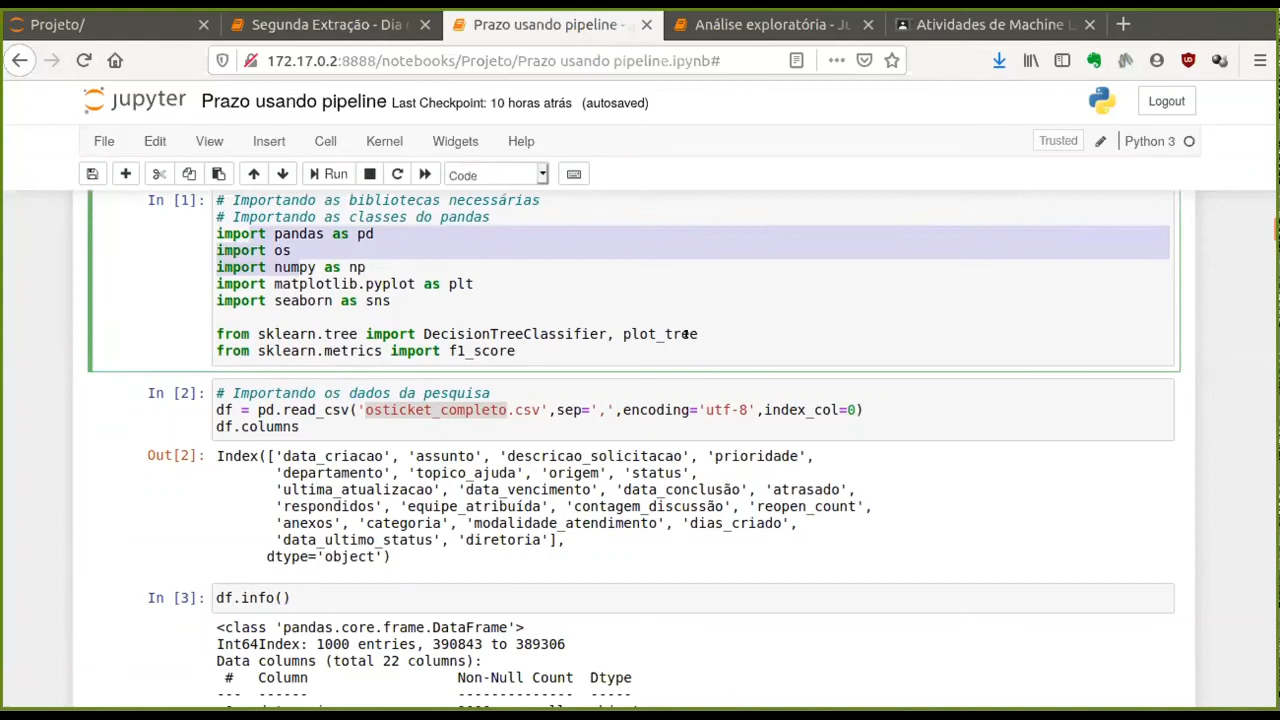 Projeto/
Segunda Extração - Dia
Prazo usando pipeline -
Análise exploratória - Ju
Atividades de Machine L
172.17.0.2:8888/notebooks/Projeto/Prazo usando pipeline.ipynb#
jupyter Prazo usando pipeline Last Checkpoint: 10 horas atrás (autosaved)
Logout
File Edit View Insert Cell Kernel Widgets Help
Trusted Python 3
Run Code
In [1]: # Importando as bibliotecas necessárias
# Importando as classes do pandas
import pandas as pd
import os
import numpy as np
import matplotlib.pyplot as plt
import seaborn as sns
from sklearn.tree import DecisionTreeClassifier, plot_tree
from sklearn.metrics import f1_score
In [2]: # Importando os dados da pesquisa
df = pd.read_csv('osticket_completo.csv',sep=',',encoding='utf-8',index_col=0)
df.columns
Out[2]: Index(['data_criacao', 'assunto', 'descricao_solicitacao', 'prioridade',
'departamento', 'topico_ajuda', 'origem', 'status',
'ultima_atualizacao', 'data_vencimento', 'data_conclusão', 'atrasado',
'respondidos', 'equipe_atribuída', 'contagem_discussão', 'reopen_count',
'anexos', 'categoria', 'modalidade_atendimento', 'dias_criado',
'data_ultimo_status', 'diretoria'],
dtype='object')
In [3]: df.info()
<class 'pandas.core.frame.DataFrame'>
Int64Index: 1000 entries, 390843 to 389306
Data columns (total 22 columns):
# Column Non-Null Count Dtype
--- ------ -------------- -----